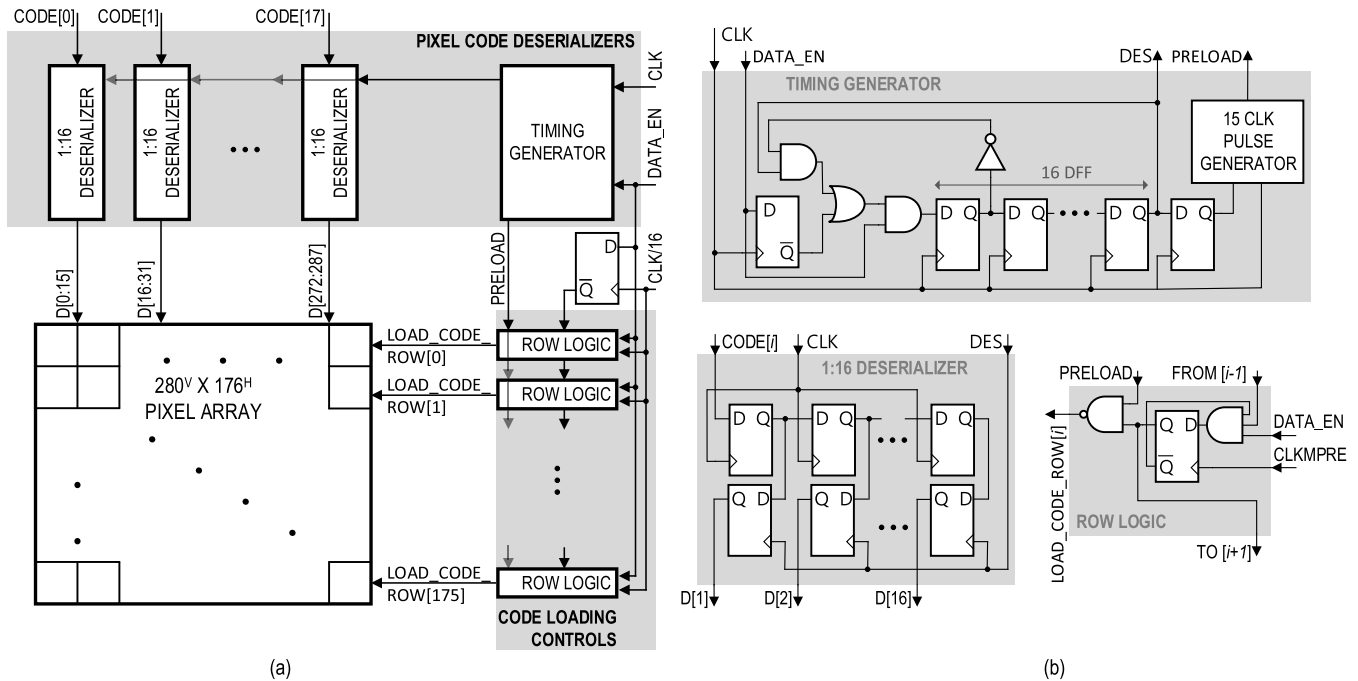 CODE[0] CODE[1] CODE[17]
PIXEL CODE DESERIALIZERS
1:16
DESERIALIZER
1:16
DESERIALIZER
1:16
DESERIALIZER
TIMING
GENERATOR
CLK
DATA_EN
D[0:15]
D[16:31]
D[272:287]
PRELOAD
D
Q
CLK/16
280V X 176H
PIXEL ARRAY
LOAD_CODE_
ROW[0]
ROW LOGIC
LOAD_CODE_
ROW[1]
ROW LOGIC
LOAD_CODE_
ROW[175]
ROW LOGIC
CODE LOADING
CONTROLS
(a)
CLK
DATA_EN
DES
PRELOAD
TIMING GENERATOR
15 CLK
PULSE
GENERATOR
16 DFF
D
Q
D Q
D Q
D Q
D Q
CODE[i] CLK DES
1:16 DESERIALIZER
D Q
D Q
D Q
Q D
Q D
Q D
D[1] D[2] D[16]
PRELOAD
FROM [i-1]
LOAD_CODE_ROW[i]
Q D
Q
DATA_EN
CLKMPRE
ROW LOGIC
TO [i+1]
(b)